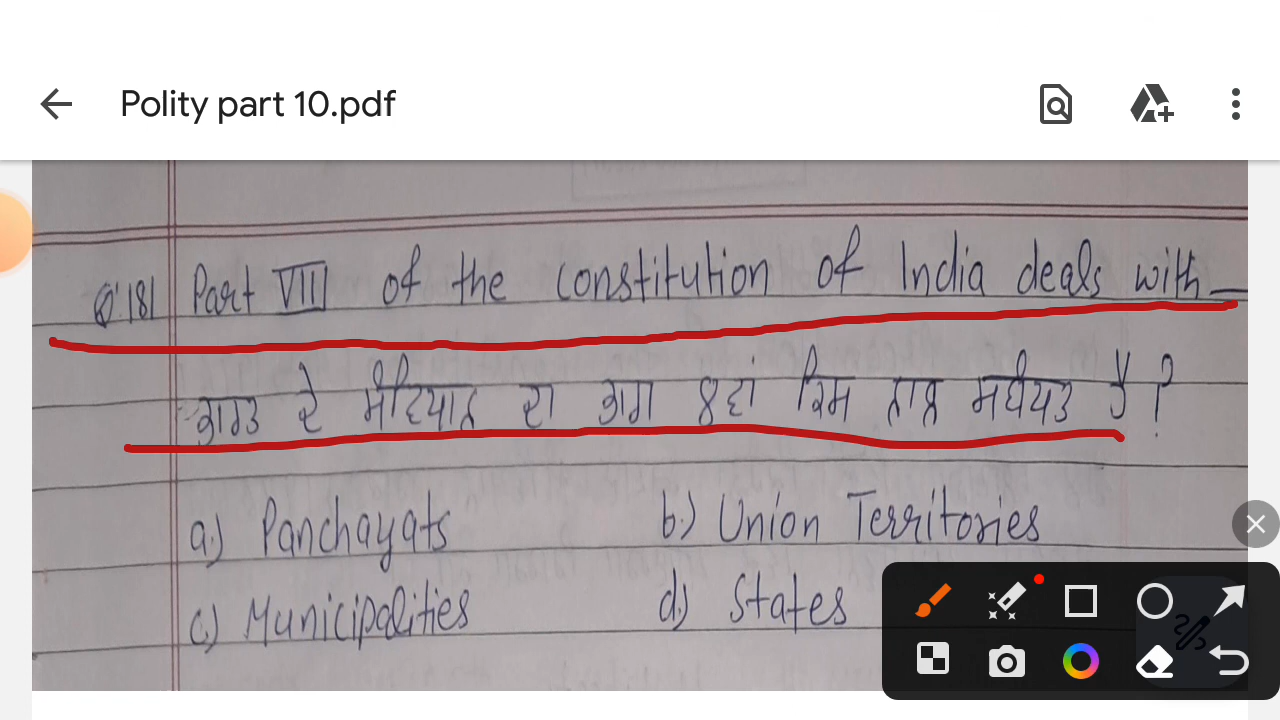 Polity part 10.pdf
Q.181 Part VIII of the constitution of India deals with __
ਭਾਰਤ ਦੇ ਸੰਵਿਧਾਨ ਦਾ ਭਾਗ 8ਵਾਂ ਕਿਸ ਨਾਲ ਸਬੰਧਤ ਹੈ?
a.) Panchayats b.) Union Territories
c.) Municipalities d.) States